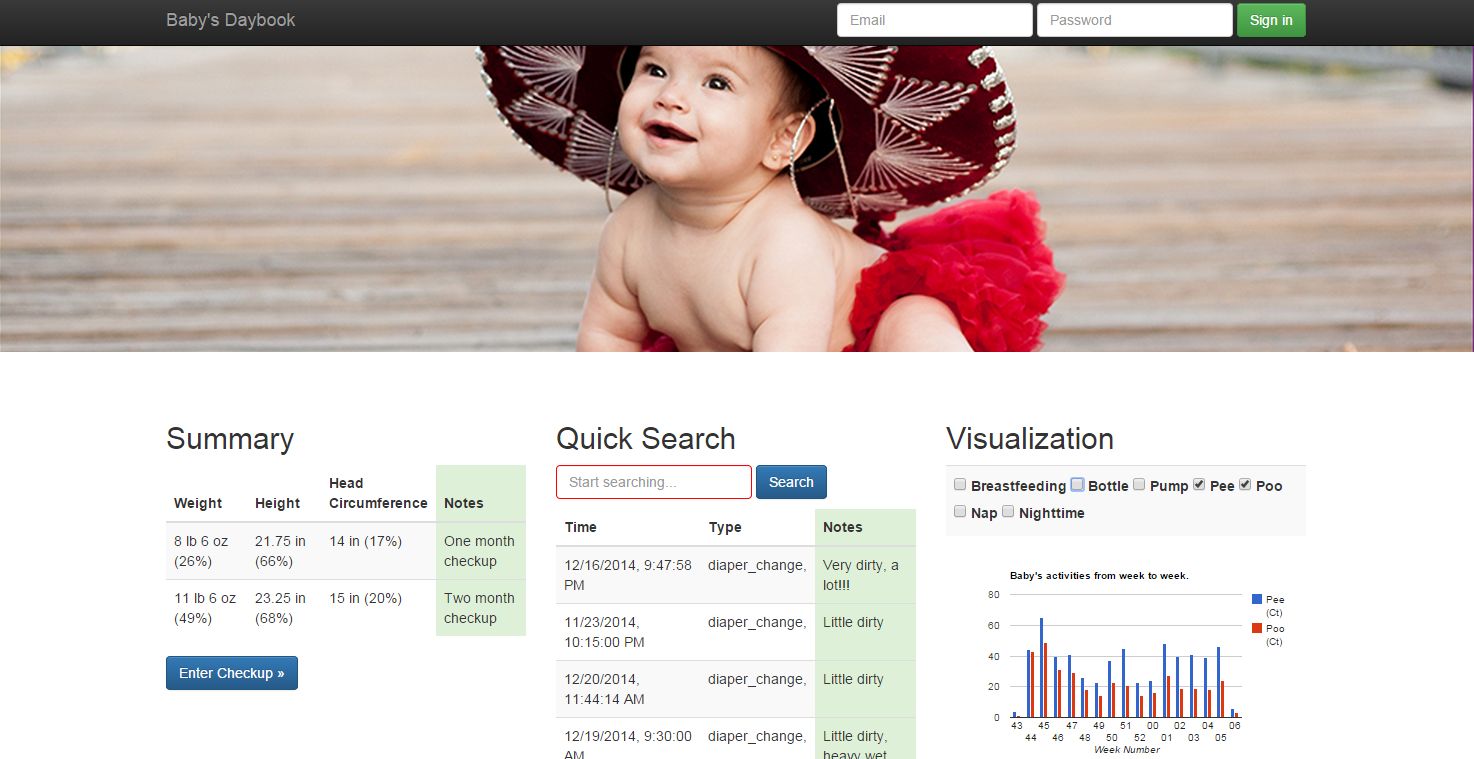 Baby's Daybook
Email
Password
Sign in
Summary
Weight
Height
Head
Circumference
Notes
8 lb 6 oz
(26%)
21.75 in
(66%)
14 in (17%)
One month
checkup
11 lb 6 oz
(49%)
23.25 in
(68%)
15 in (20%)
Two month
checkup
Enter Checkup »
Quick Search
Start searching...
Search
Time
Type
Notes
12/16/2014, 9:47:58
PM
diaper_change,
Very dirty, a
lot!!!
11/23/2014,
10:15:00 PM
diaper_change,
Little dirty
12/20/2014,
11:44:14 AM
diaper_change,
Little dirty
12/19/2014, 9:30:00
AM
diaper_change,
Little dirty,
heavy wet
Visualization
Breastfeeding Bottle Pump Pee Poo
Nap Nighttime
Baby's activities from week to week.
80
60
40
20
0
43 45 47 49 51 00 02 04 06
44 46 48 50 52 01 03 05
Week Number
Pee
(Ct)
Poo
(Ct)